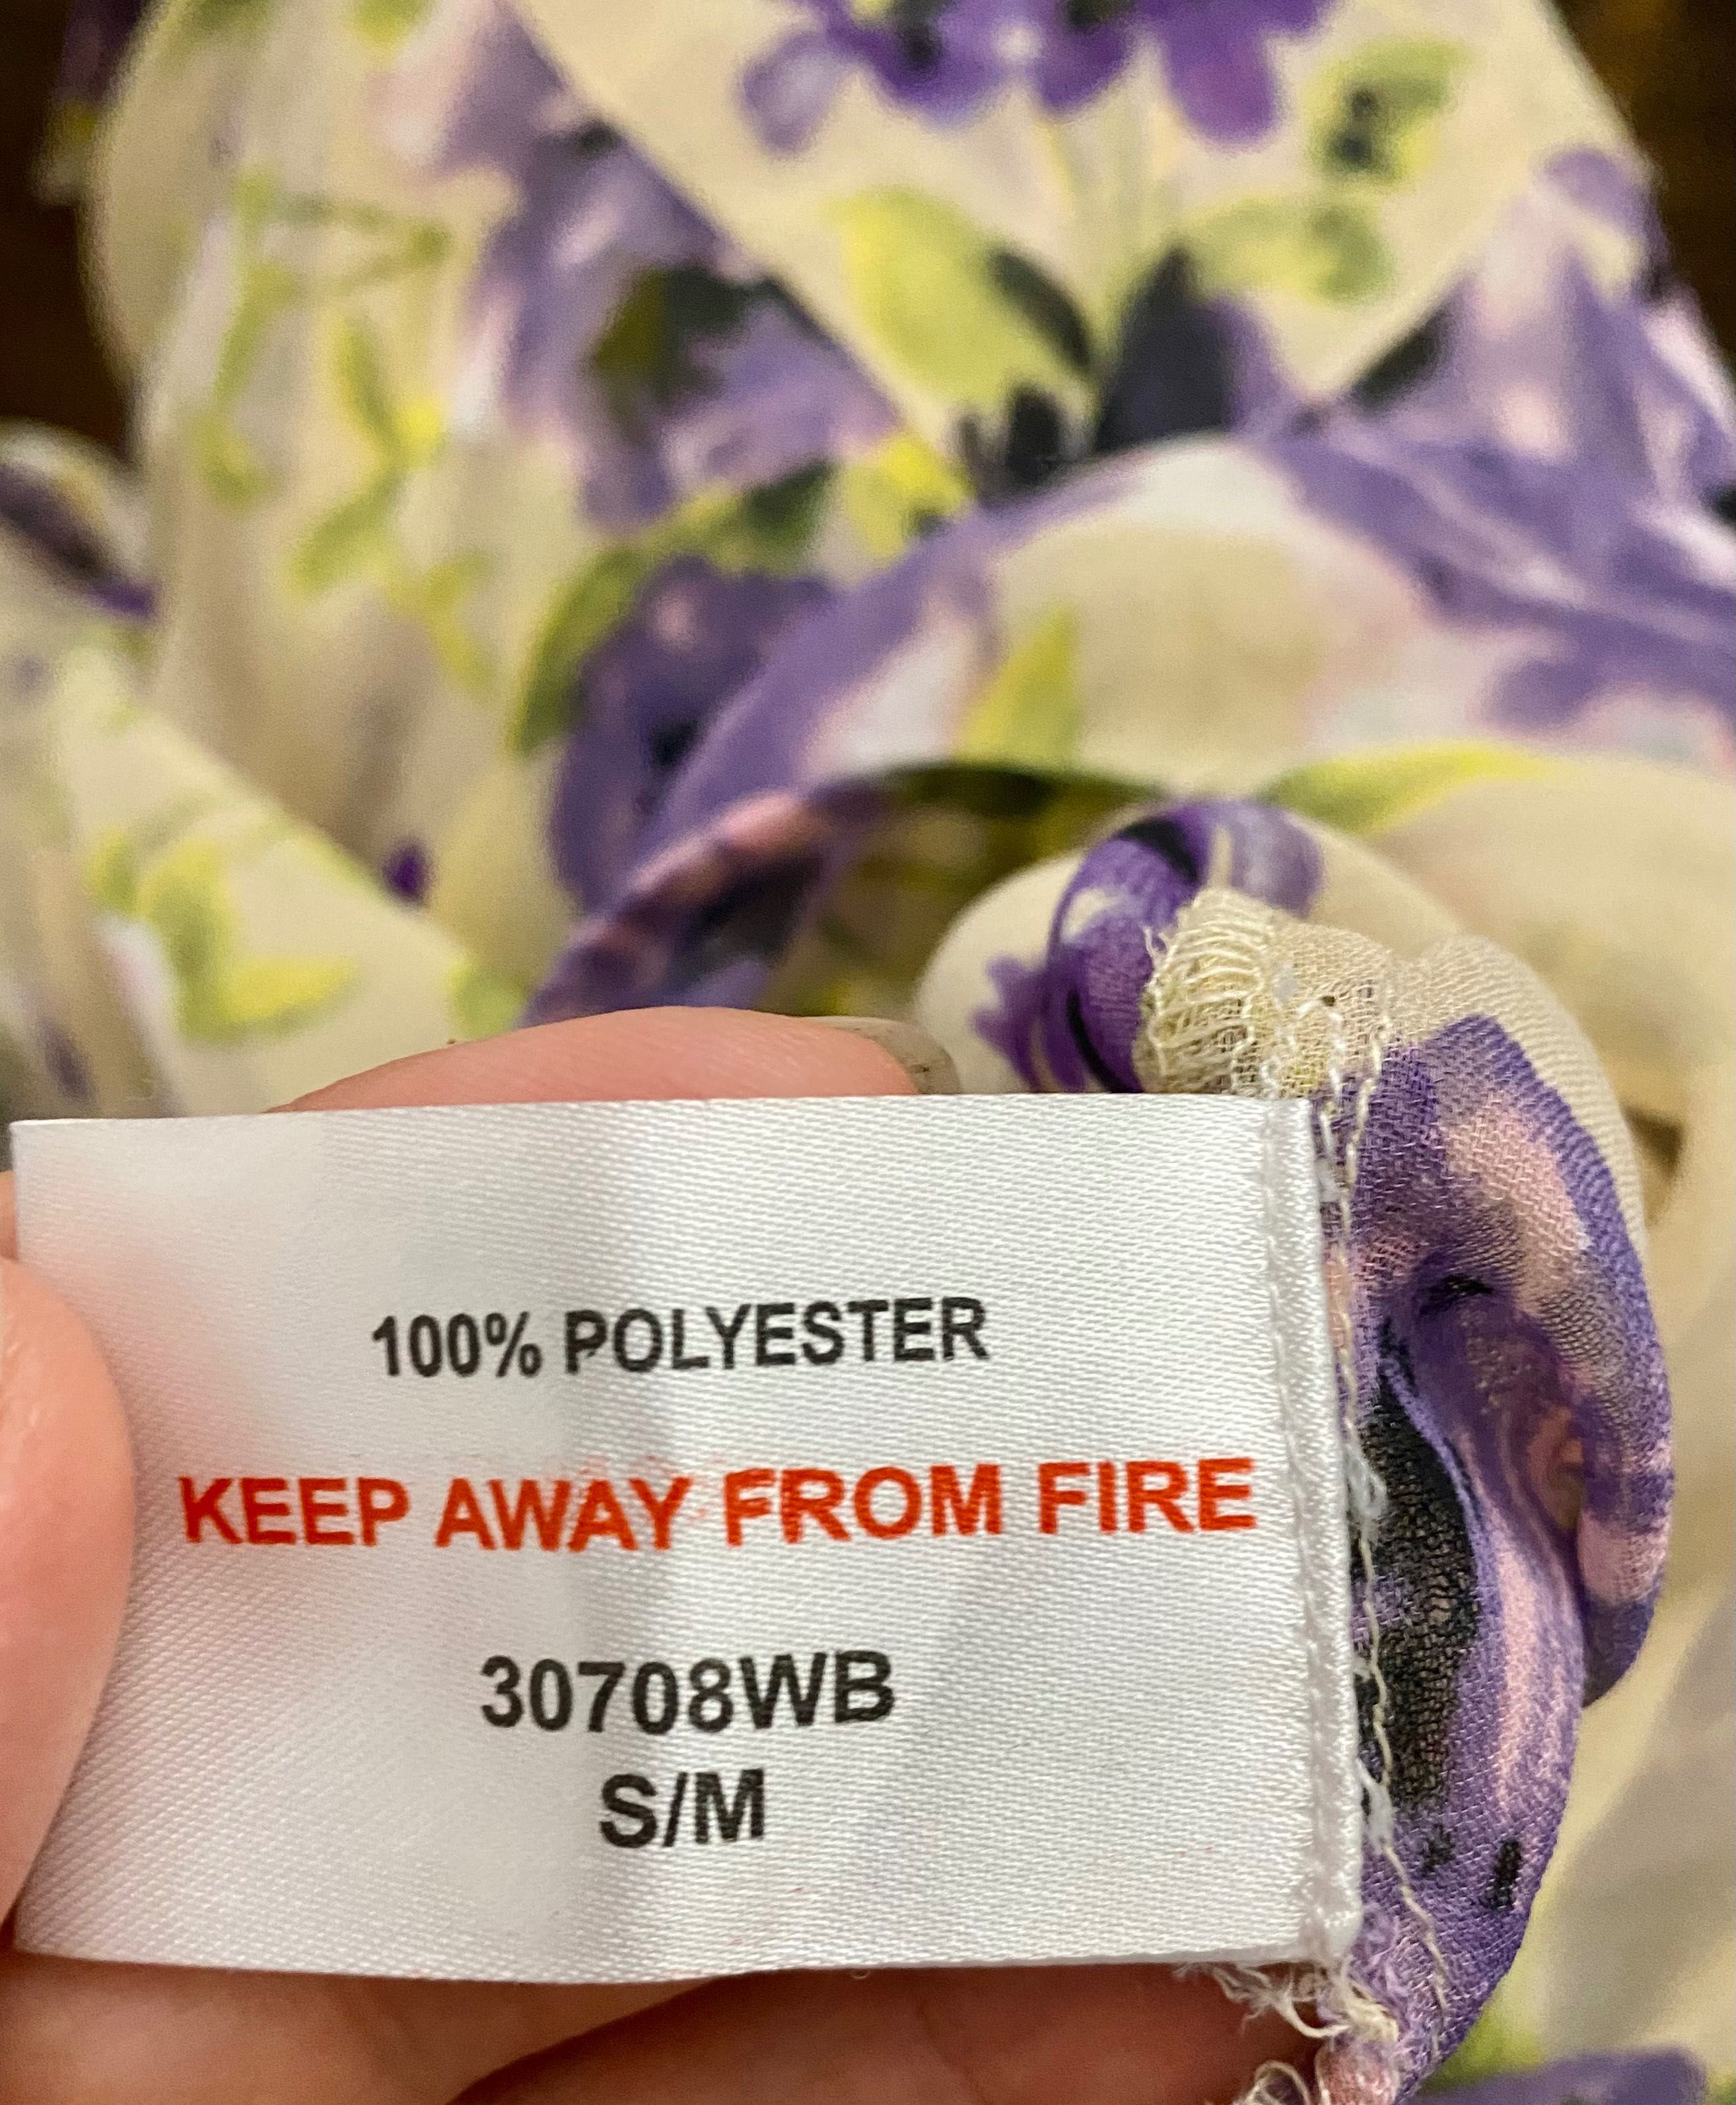 100% POLYESTER
KEEP AWAY FROM FIRE
30708WB
S/M